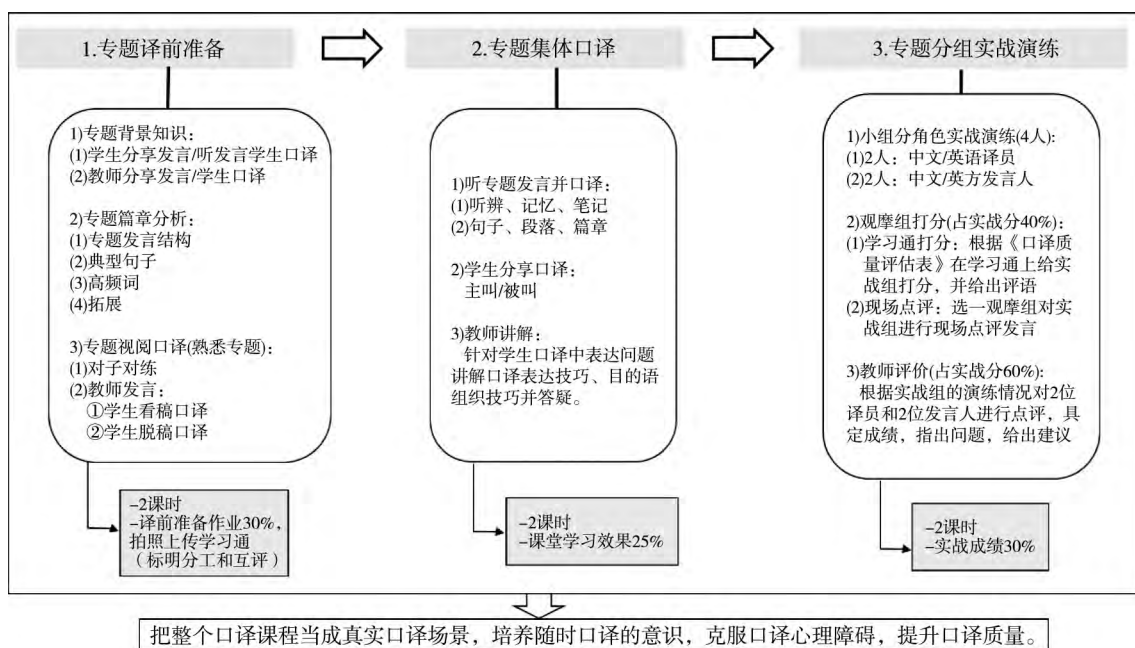 1.专题译前准备
2.专题集体口译
3.专题分组实战演练
1)专题背景知识：
(1)学生分享发言/听发言学生口译
(2)教师分享发言/学生口译
2)专题篇章分析：
(1)专题发言结构
(2)典型句子
(3)高频词
(4)拓展
3)专题视阅口译(熟悉专题)：
(1)对子对练
(2)教师发言：
①学生看稿口译
②学生脱稿口译
-2课时
-译前准备作业30%，
拍照上传学习通
（标明分工和互评）
1)听专题发言并口译：
(1)听辨、记忆、笔记
(2)句子、段落、篇章
2)学生分享口译：
主叫/被叫
3)教师讲解：
针对学生口译中表达问题
讲解口译表达技巧、目的语
组织技巧并答疑。
-2课时
-课堂学习效果25%
1)小组分角色实战演练(4人)：
(1)2人：中文/英语译员
(2)2人：中文/英方发言人
2)观摩组打分(占实战分40%)：
(1)学习通打分：根据《口译质
量评估表》在学习通上给实
战组打分，并给出评语
(2)现场点评：选一观摩组对实
战组进行现场点评发言
3)教师评价(占实战分60%)：
根据实战组的演练情况对2位
译员和2位发言人进行点评，具
定成绩，指出问题，给出建议
-2课时
-实战成绩30%
把整个口译课程当成真实口译场景，培养随时口译的意识，克服口译心理障碍，提升口译质量。